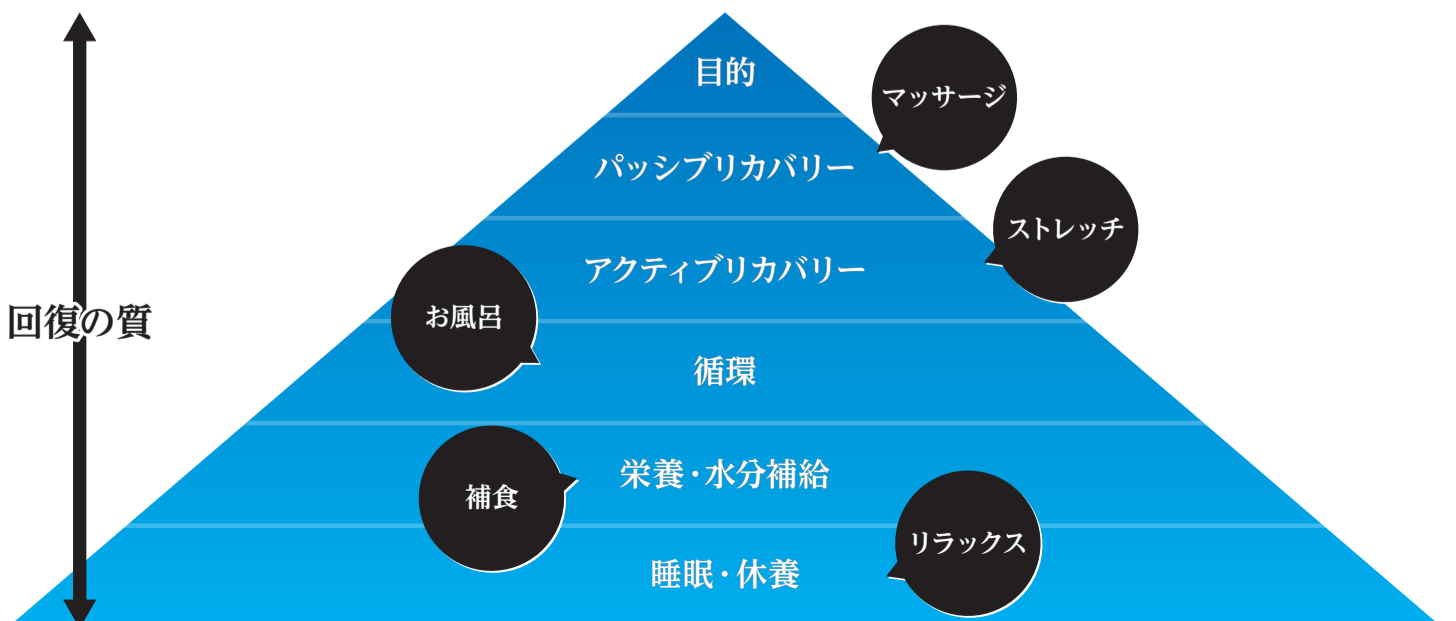 目的
マッサージ
パッシブリカバリー
ストレッチ
アクティブリカバリー
お風呂
回復の質
循環
栄養・水分補給
補食
リラックス
睡眠・休養